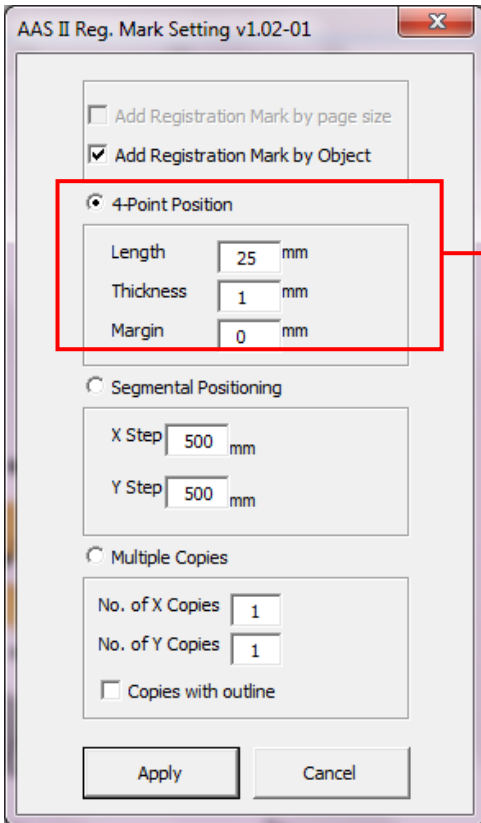 AAS II Reg. Mark Setting v1.02-01
x
Add Registration Mark by page size
Add Registration Mark by Object
4-Point Position
Length 25 mm
Thickness 1 mm
Margin 0 mm
Segmental Positioning
X Step 500 mm
Y Step 500 mm
Multiple Copies
No. of X Copies 1
No. of Y Copies 1
Copies with outline
Apply Cancel